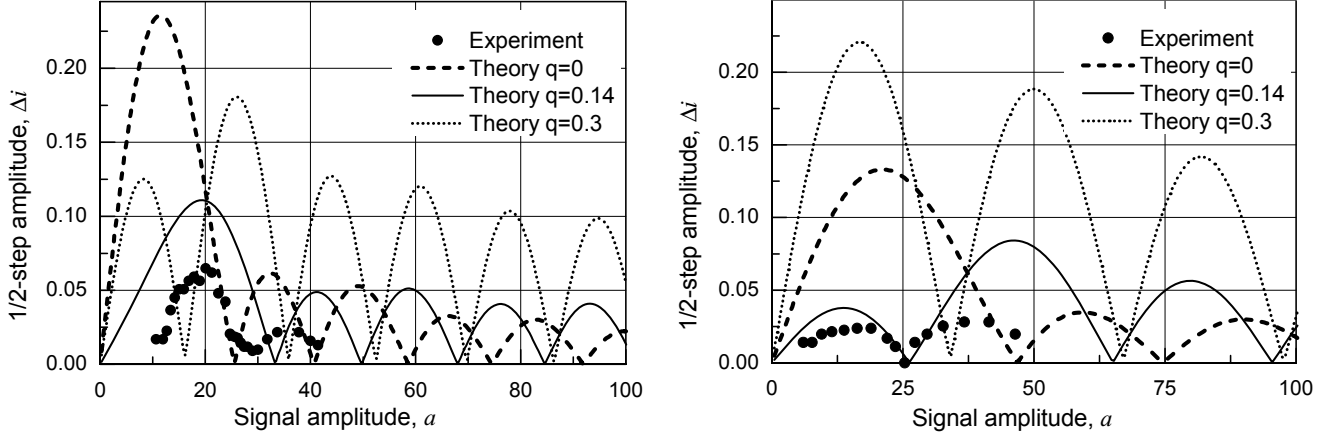 1/2-step amplitude, Δi
0.20
0.15
0.10
0.05
0.00
0 20 40 60 80 100
Signal amplitude, a
Experiment
Theory q=0
Theory q=0.14
Theory q=0.3
1/2-step amplitude, Δi
0.20
0.15
0.10
0.05
0.00
0 25 50 75 100
Signal amplitude, a
Experiment
Theory q=0
Theory q=0.14
Theory q=0.3